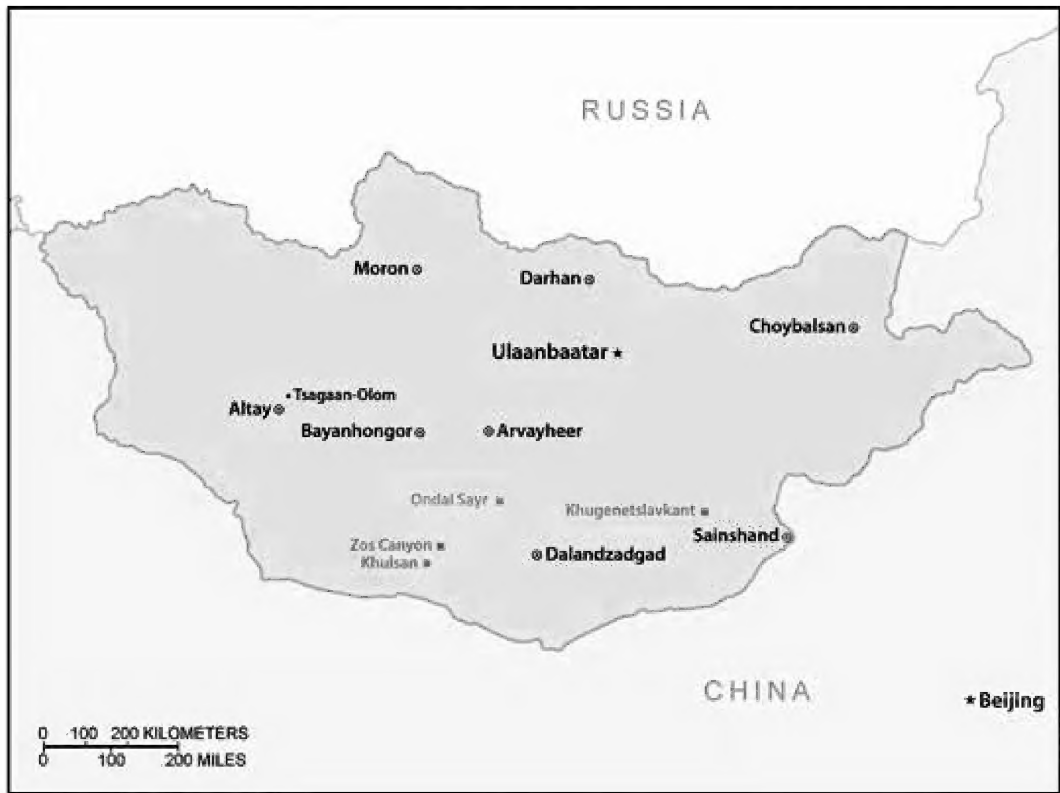 RUSSIA
Moron
Darhan
Choybalsan
Ulaanbaatar
Tsagaan-Olom
Altay
Bayanhongor
Arvayheer
Ondai Sayr
Khugenetslavkant
Sainshand
Zos Canyon
Dalandzadgad
Khulsan
CHINA
Beijing
0 100 200 KILOMETERS
0 100 200 MILES